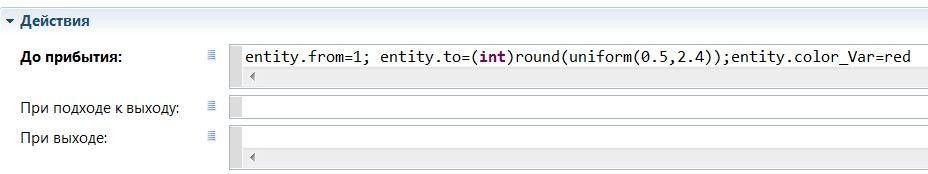 Действия
До прибытия: entity.from=1; entity.to=(int)round(uniform(0.5,2.4));entity.color_Var=red
При подходе к выходу:
При выходе: